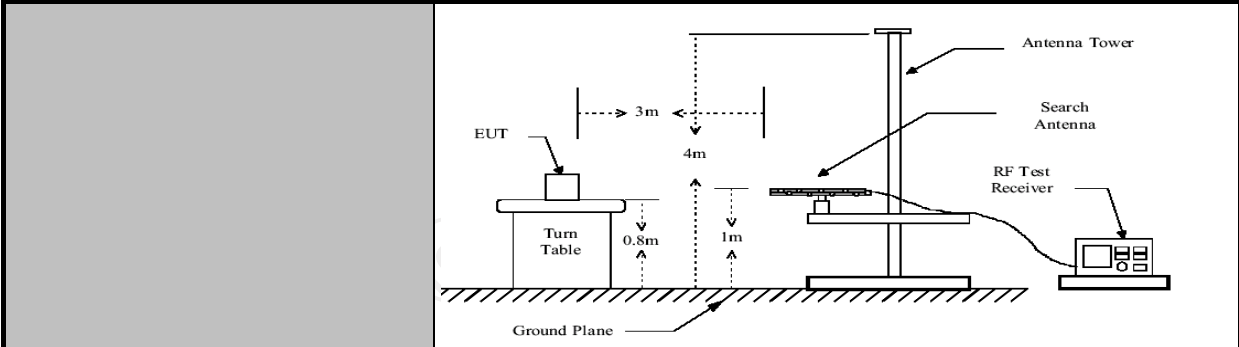 Antenna Tower
3m
Search
Antenna
EUT
4m
RF Test
Receiver
Turn
Table
0.8m
1m
Ground Plane